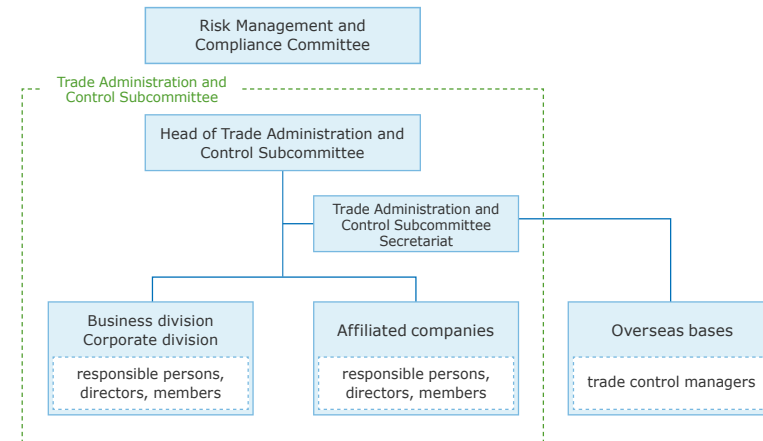 Risk Management and
Compliance Committee
Trade Administration and
Control Subcommittee
Head of Trade Administration and
Control Subcommittee
Trade Administration and
Control Subcommittee
Secretariat
Business division
Corporate division
responsible persons,
directors, members
Affiliated companies
responsible persons,
directors, members
Overseas bases
trade control managers